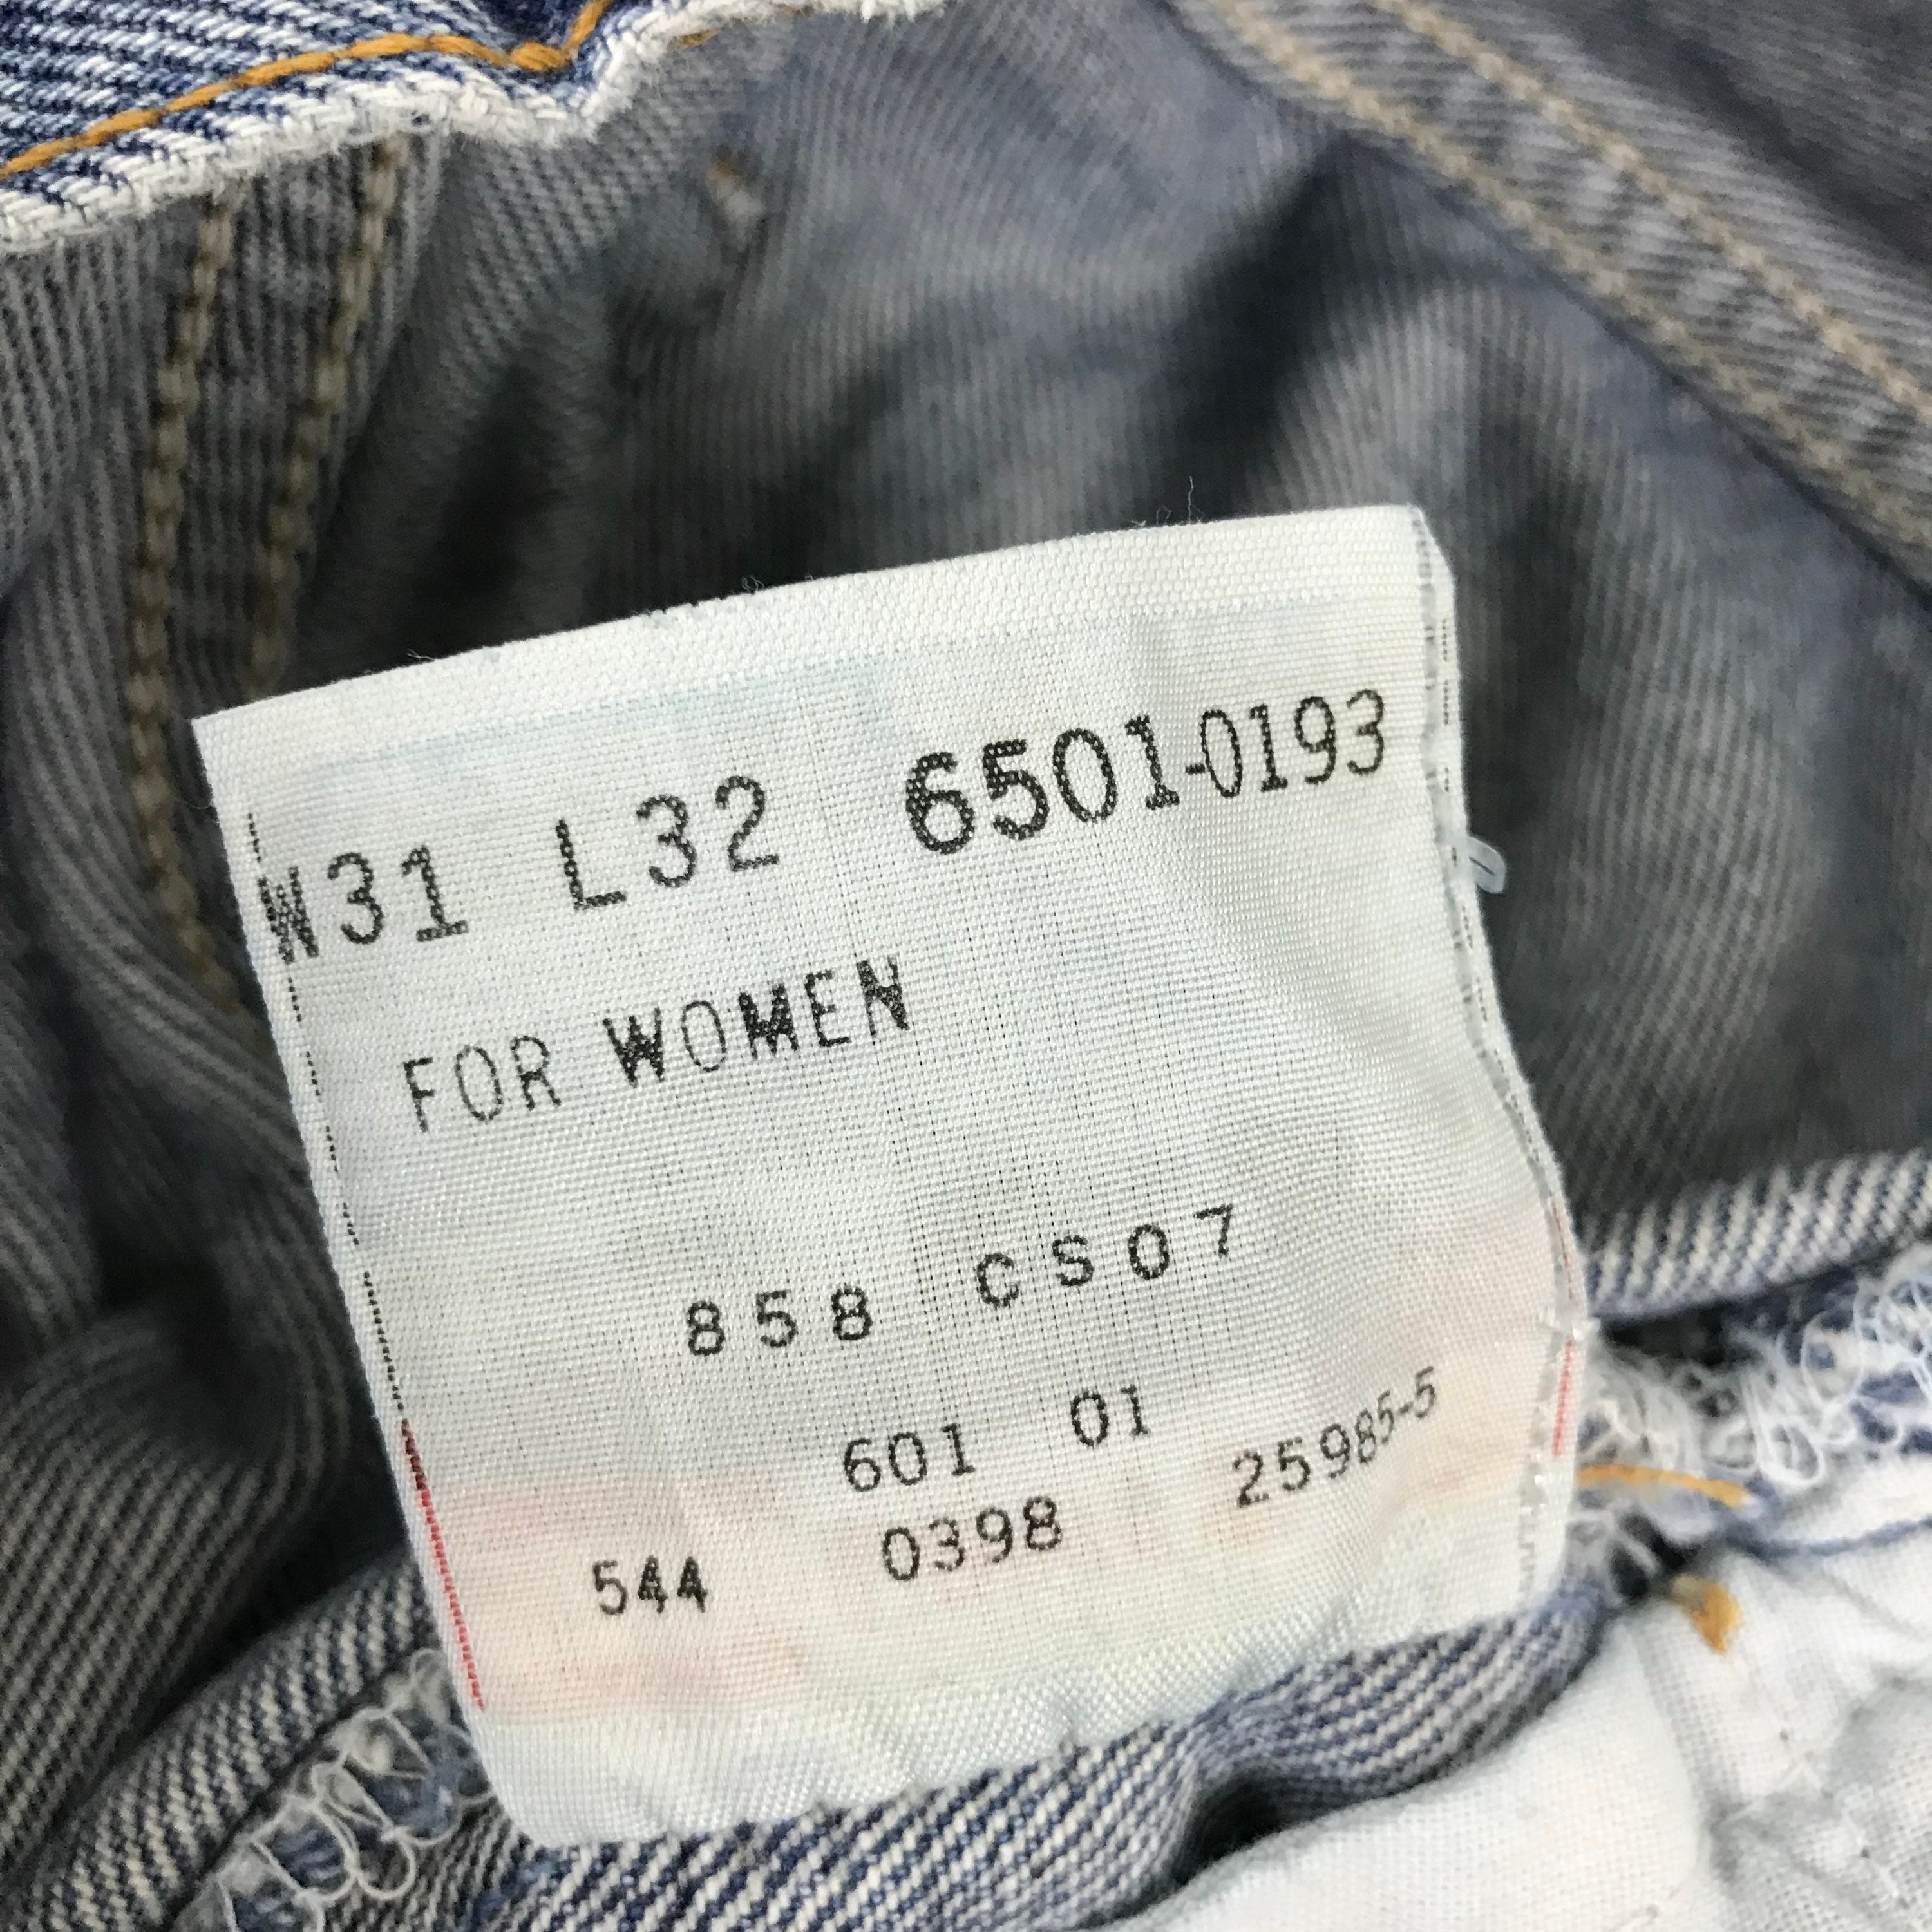 W31 L32 6501-0193
FOR WOMEN
858 CS07
601 01
544 0398 25985-5